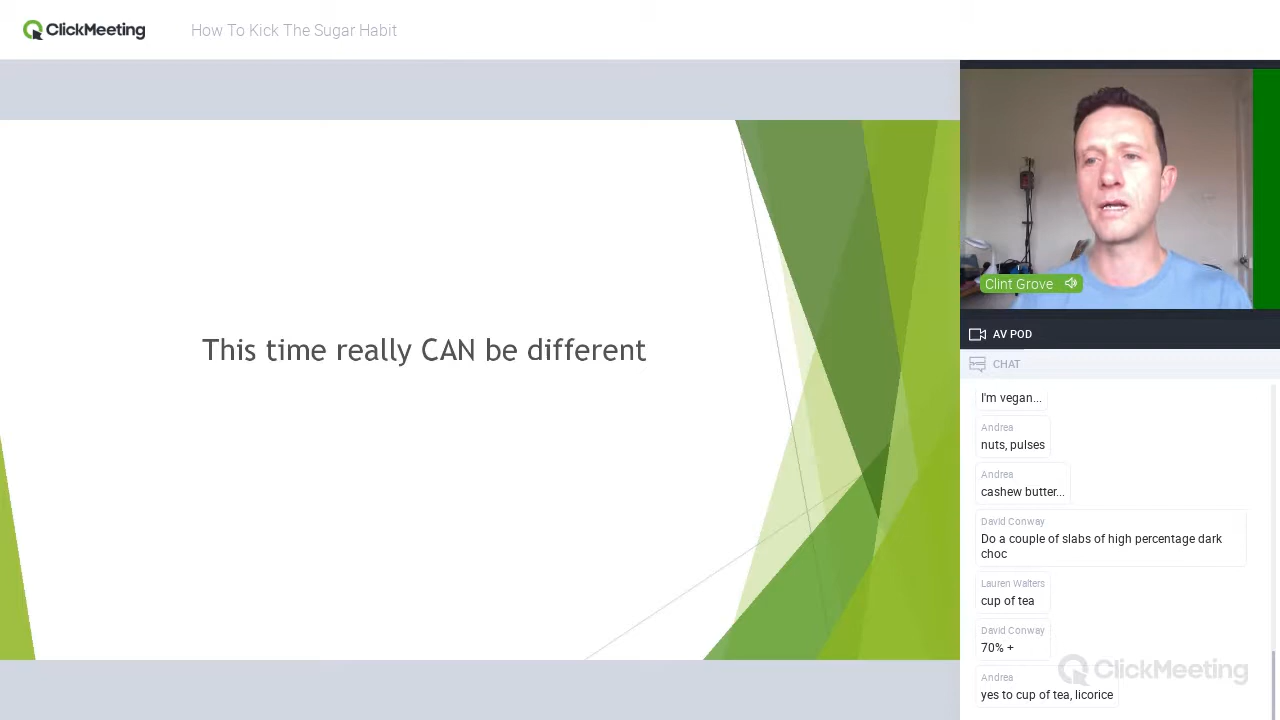 ClickMeeting
How To Kick The Sugar Habit
This time really CAN be different
Clint Grove
AV POD
CHAT
I'm vegan...
Andrea
nuts, pulses
Andrea
cashew butter...
David Conway
Do a couple of slabs of high percentage dark
choc
Lauren Walters
cup of tea
David Conway
70% +
Andrea
yes to cup of tea, licorice
ClickMeeting